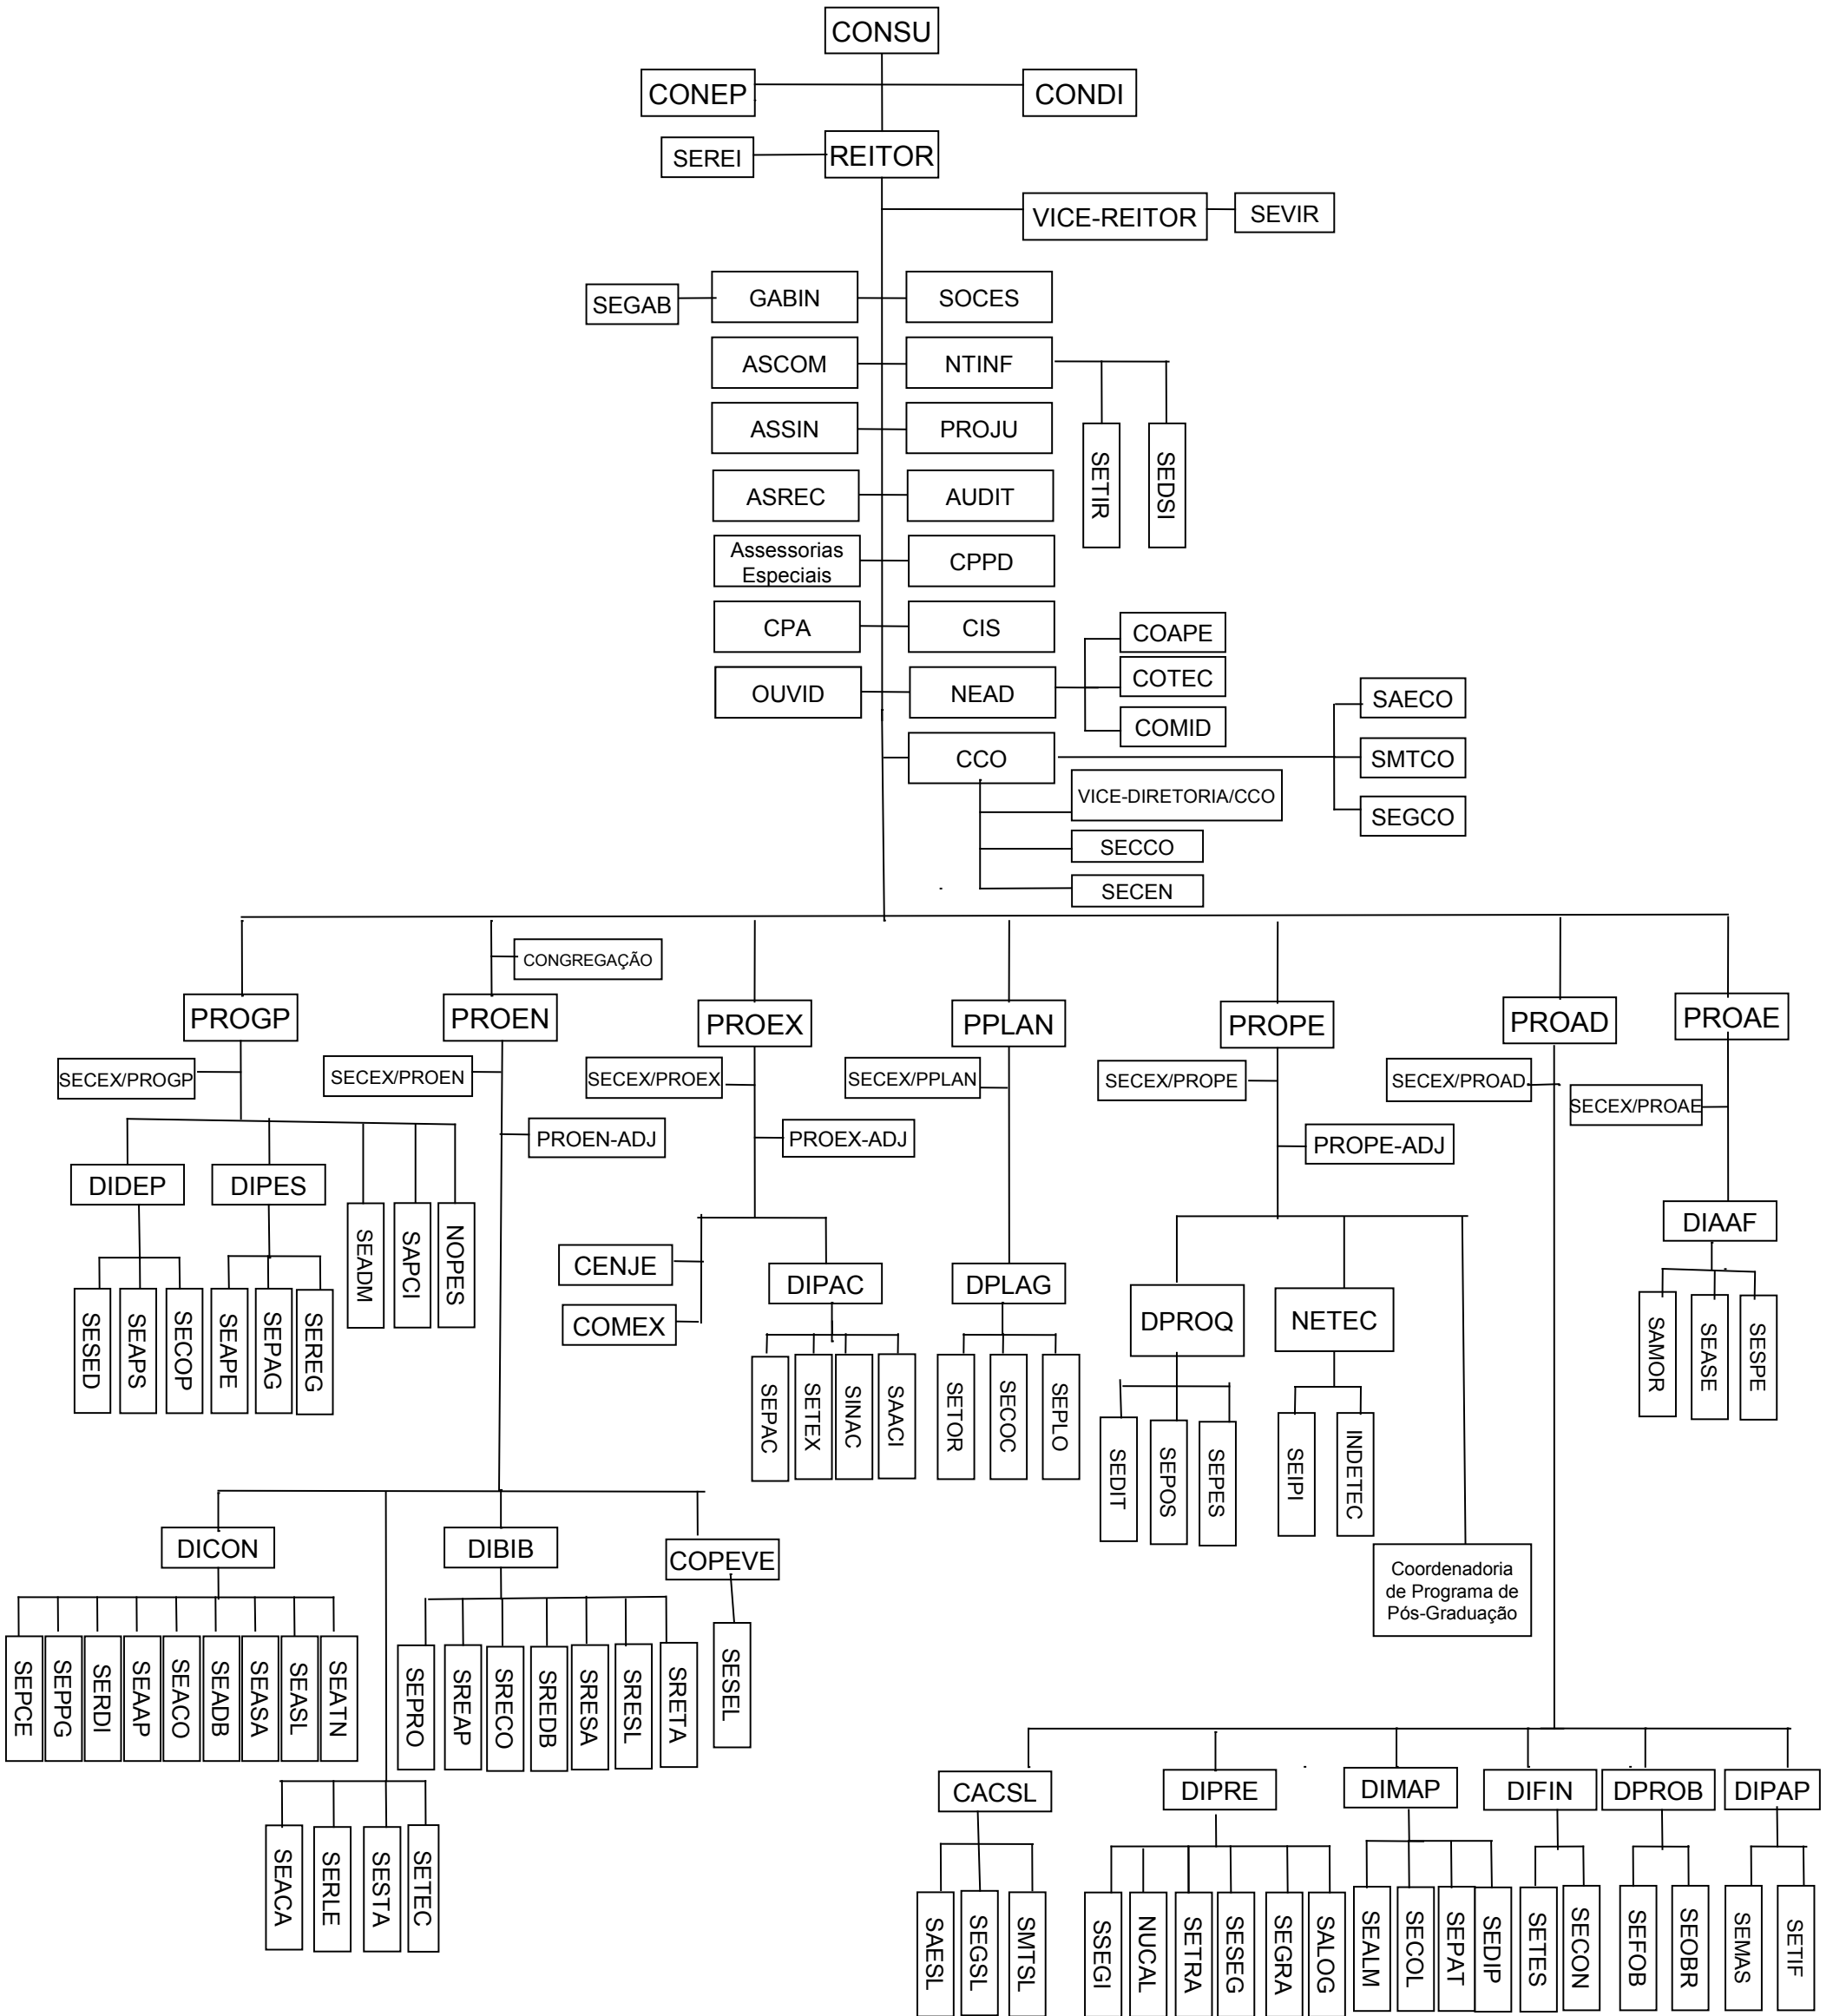 CONSU
CONEP
CONDI
SEREI
REITOR
VICE-REITOR
SEVIR
SEGAB
GABIN
SOCES
ASCOM
NTINF
ASSIN
PROJU
SETIR
SEDSI
ASREC
AUDIT
Assessorias
Especiais
CPPD
CPA
CIS
COAPE
OUVID
NEAD
COTEC
COMID
SAECO
CCO
SMTCO
SEGCO
VICE-DIRETORIA/CCO
SECCO
SECEN
CONGREGAÇÃO
PROGP
PROEN
PROEX
PPLAN
PROPE
PROAD
PROAE
SECEX/PROGP
SECEX/PROEN
SECEX/PROEX
SECEX/PPLAN
SECEX/PROPE
SECEX/PROAD
SECEX/PROAE
PROEN-ADJ
PROEX-ADJ
PROPE-ADJ
DIDEP
DIPES
SEADM
SAPCI
NOPES
SESED
SEAPS
SECOP
SEAPE
SEPAG
SEREG
CENJE
COMEX
DIPAC
DPLAG
DPROQ
NETEC
DIAAF
SEPAC
SETEX
SINAC
SAACI
SETOR
SECOC
SEPLO
SEDIT
SEPOS
SEPES
SEIPI
INDETEC
SAMOR
SEASE
SESPE
Coordenadoria
de Programa de
Pós-Graduação
DICON
DIBIB
COPEVE
SEPCE
SEPPG
SERDI
SEAAP
SEACO
SEADB
SEASA
SEASL
SEATN
SEPRO
SREAP
SRECO
SREDB
SRESA
SRESL
SRETA
SESEL
SEACA
SERLE
SESTA
SETEC
CACSL
DIPRE
DIMAP
DIFIN
DPROB
DIPAP
SAESL
SEGSL
SMTSL
SSEGI
NUCAL
SETRA
SESEG
SEGRA
SALOG
SEALM
SECOL
SEPAT
SEDIP
SETES
SECON
SEFOB
SEOBR
SEMAS
SETIF